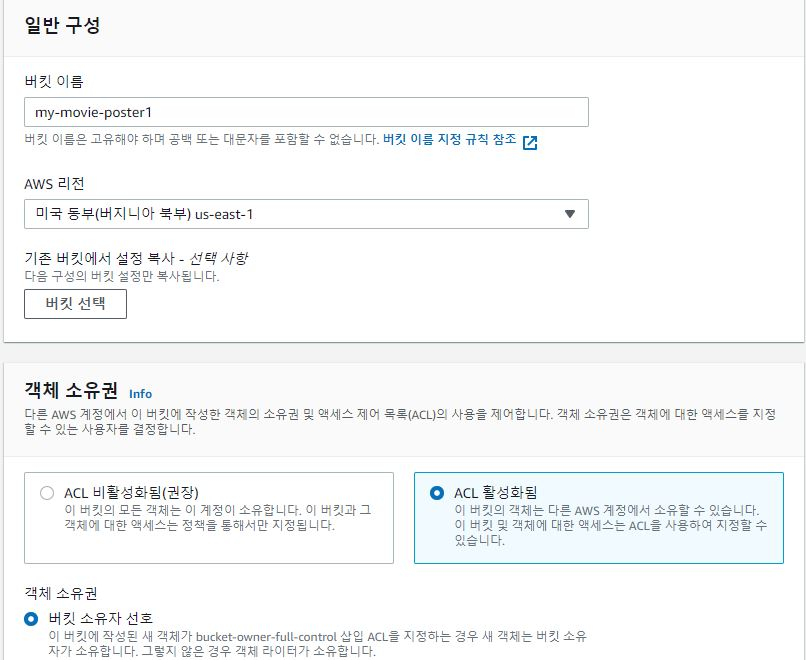 일반 구성
버킷 이름
my-movie-poster1
버킷 이름은 고유해야 하며 공백 또는 대문자를 포함할 수 없습니다. 버킷 이름 지정 규칙 참조
AWS 리전
미국 동부(버지니아 북부) us-east-1
기존 버킷에서 설정 복사 - 선택 사항
다음 구성의 버킷 설정만 복사됩니다.
버킷 선택
객체 소유권 Info
다른 AWS 계정에서 이 버킷에 작성한 객체의 소유권 및 액세스 제어 목록(ACL)의 사용을 제어합니다. 객체 소유권은 객체에 대한 액세스를 지정
할 수 있는 사용자를 결정합니다.
ACL 비활성화됨(권장)
이 버킷의 모든 객체는 이 계정이 소유합니다. 이 버킷과 그
객체에 대한 액세스는 정책을 통해서만 지정됩니다.
ACL 활성화됨
이 버킷의 객체는 다른 AWS 계정에서 소유할 수 있습니다.
이 버킷 및 객체에 대한 액세스는 ACL을 사용하여 지정할 수
있습니다.
객체 소유권
버킷 소유자 선호
이 버킷에 작성된 새 객체가 bucket-owner-full-control 삽입 ACL을 지정하는 경우 새 객체는 버킷 소유
자가 소유합니다. 그렇지 않은 경우 객체 라이터가 소유합니다.